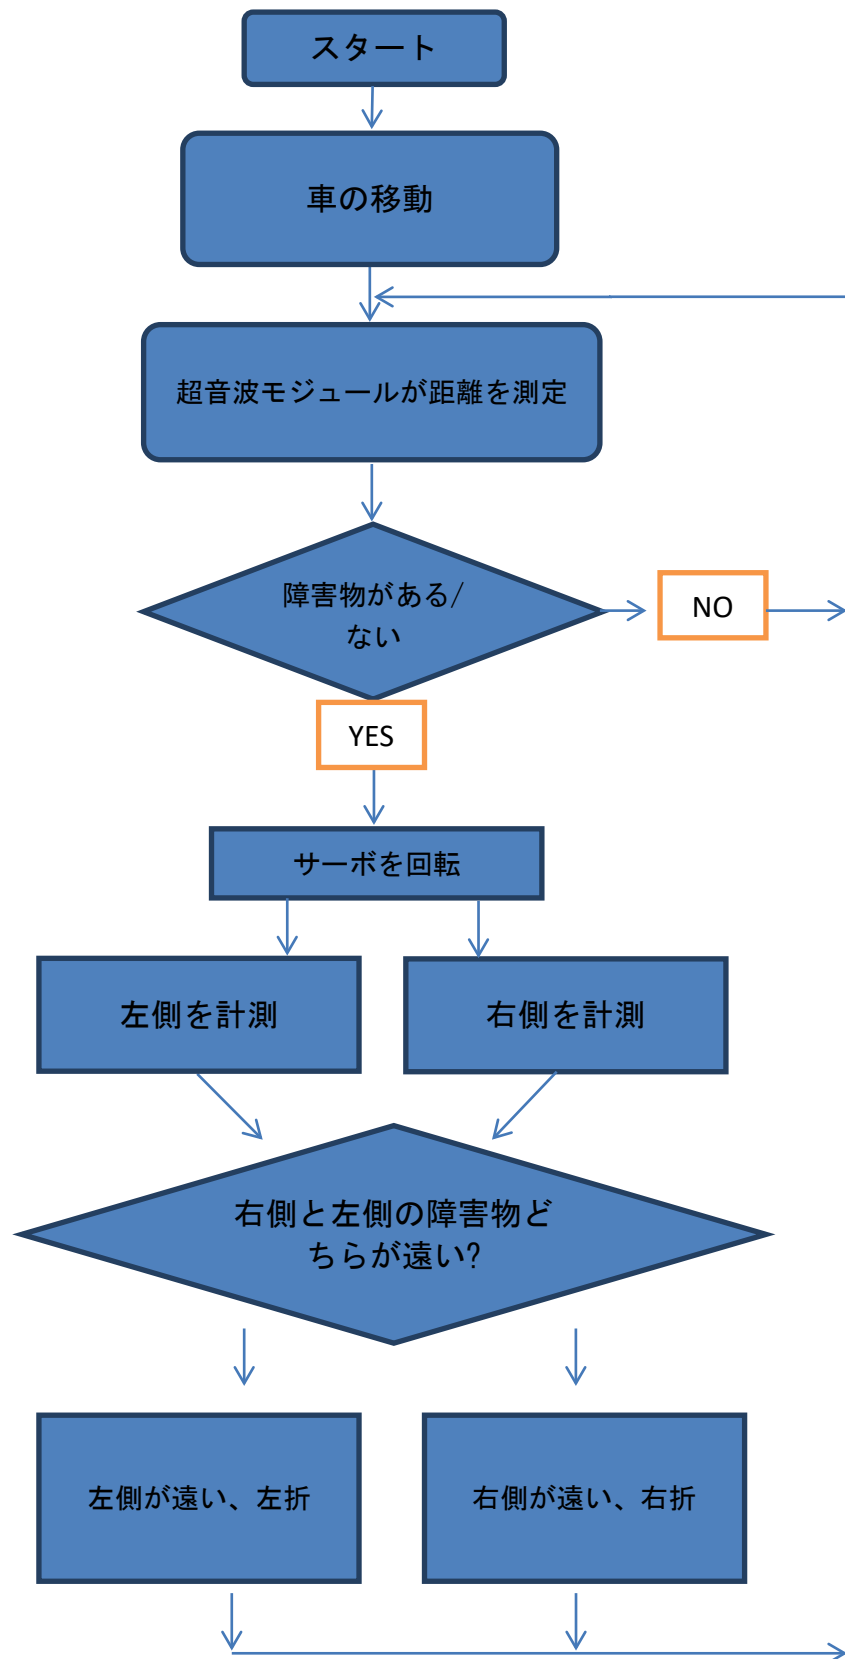 スタート
車の移動
超音波モジュールが距離を測定
障害物がある/
ない
NO
YES
サーボを回転
左側を計測
右側を計測
右側と左側の障害物ど
ちらが遠い?
左側が遠い、左折
右側が遠い、右折